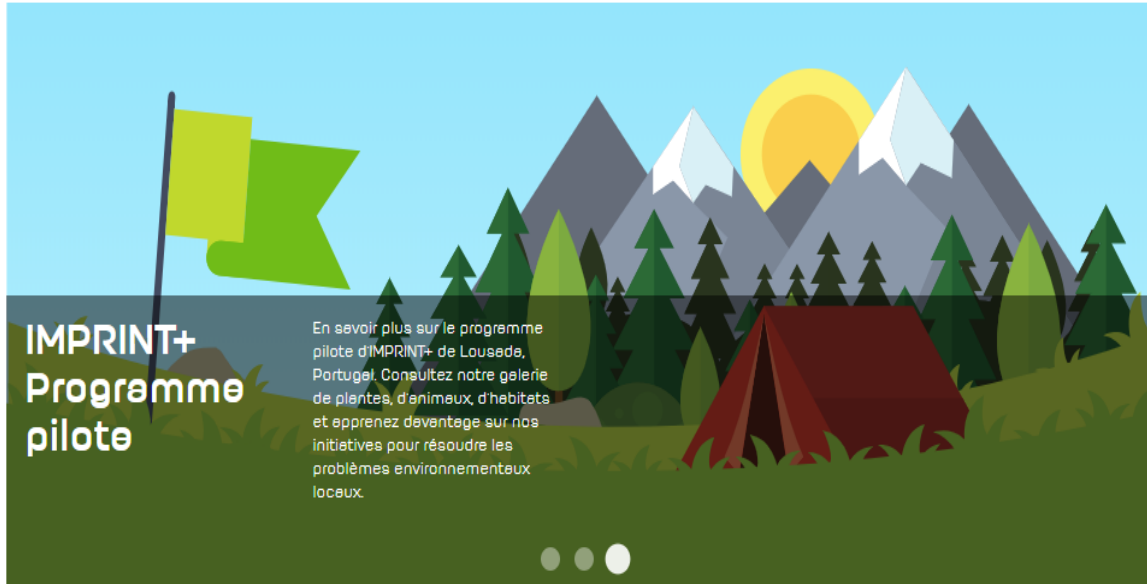 IMPRINT+
Programme
pilote
En savoir plus sur le programme
pilote d'IMPRINT+ de Lousada,
Portugal. Consultez notre galerie
de plantes, d'animaux, d'habitats
et apprenez davantage sur nos
initiatives pour résoudre les
problèmes environnementaux
locaux.